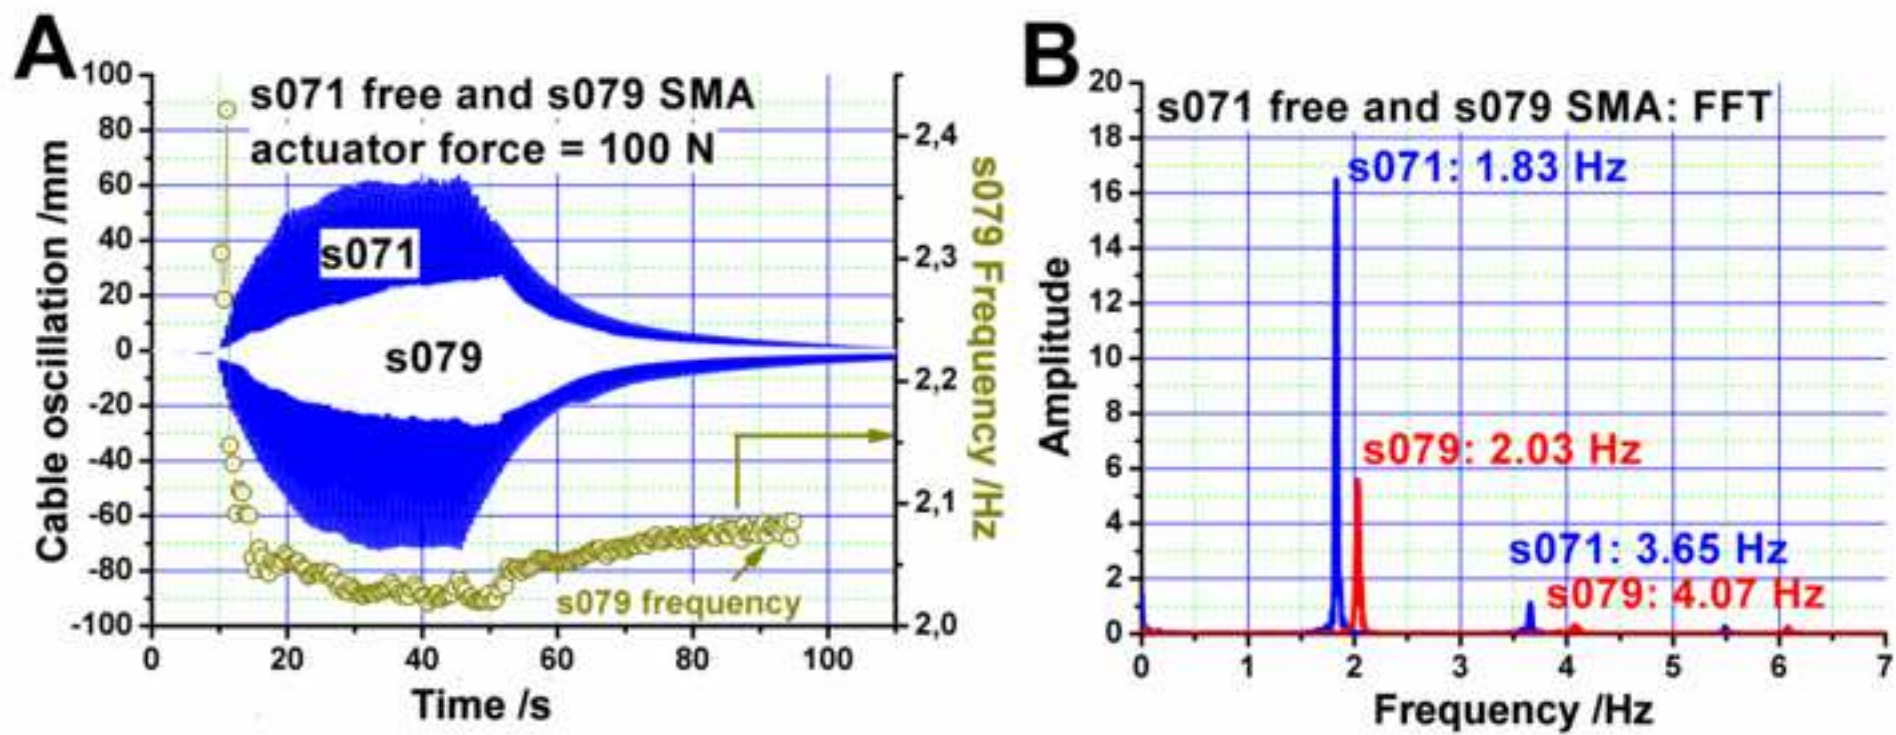 A
s071 free and s079 SMA
actuator force = 100 N
s071
s079
s079 frequency
Cable oscillation /mm
100
80
60
40
20
0
-20
-40
-60
-80
-100
0 20 40 60 80 100
Time /s
2,4
2,3
2,2
2,1
2,0
s079 Frequency /Hz
B
s071 free and s079 SMA: FFT
s071: 1.83 Hz
s079: 2.03 Hz
s071: 3.65 Hz
s079: 4.07 Hz
Amplitude
20
18
16
14
12
10
8
6
4
2
0
0 1 2 3 4 5 6 7
Frequency /Hz